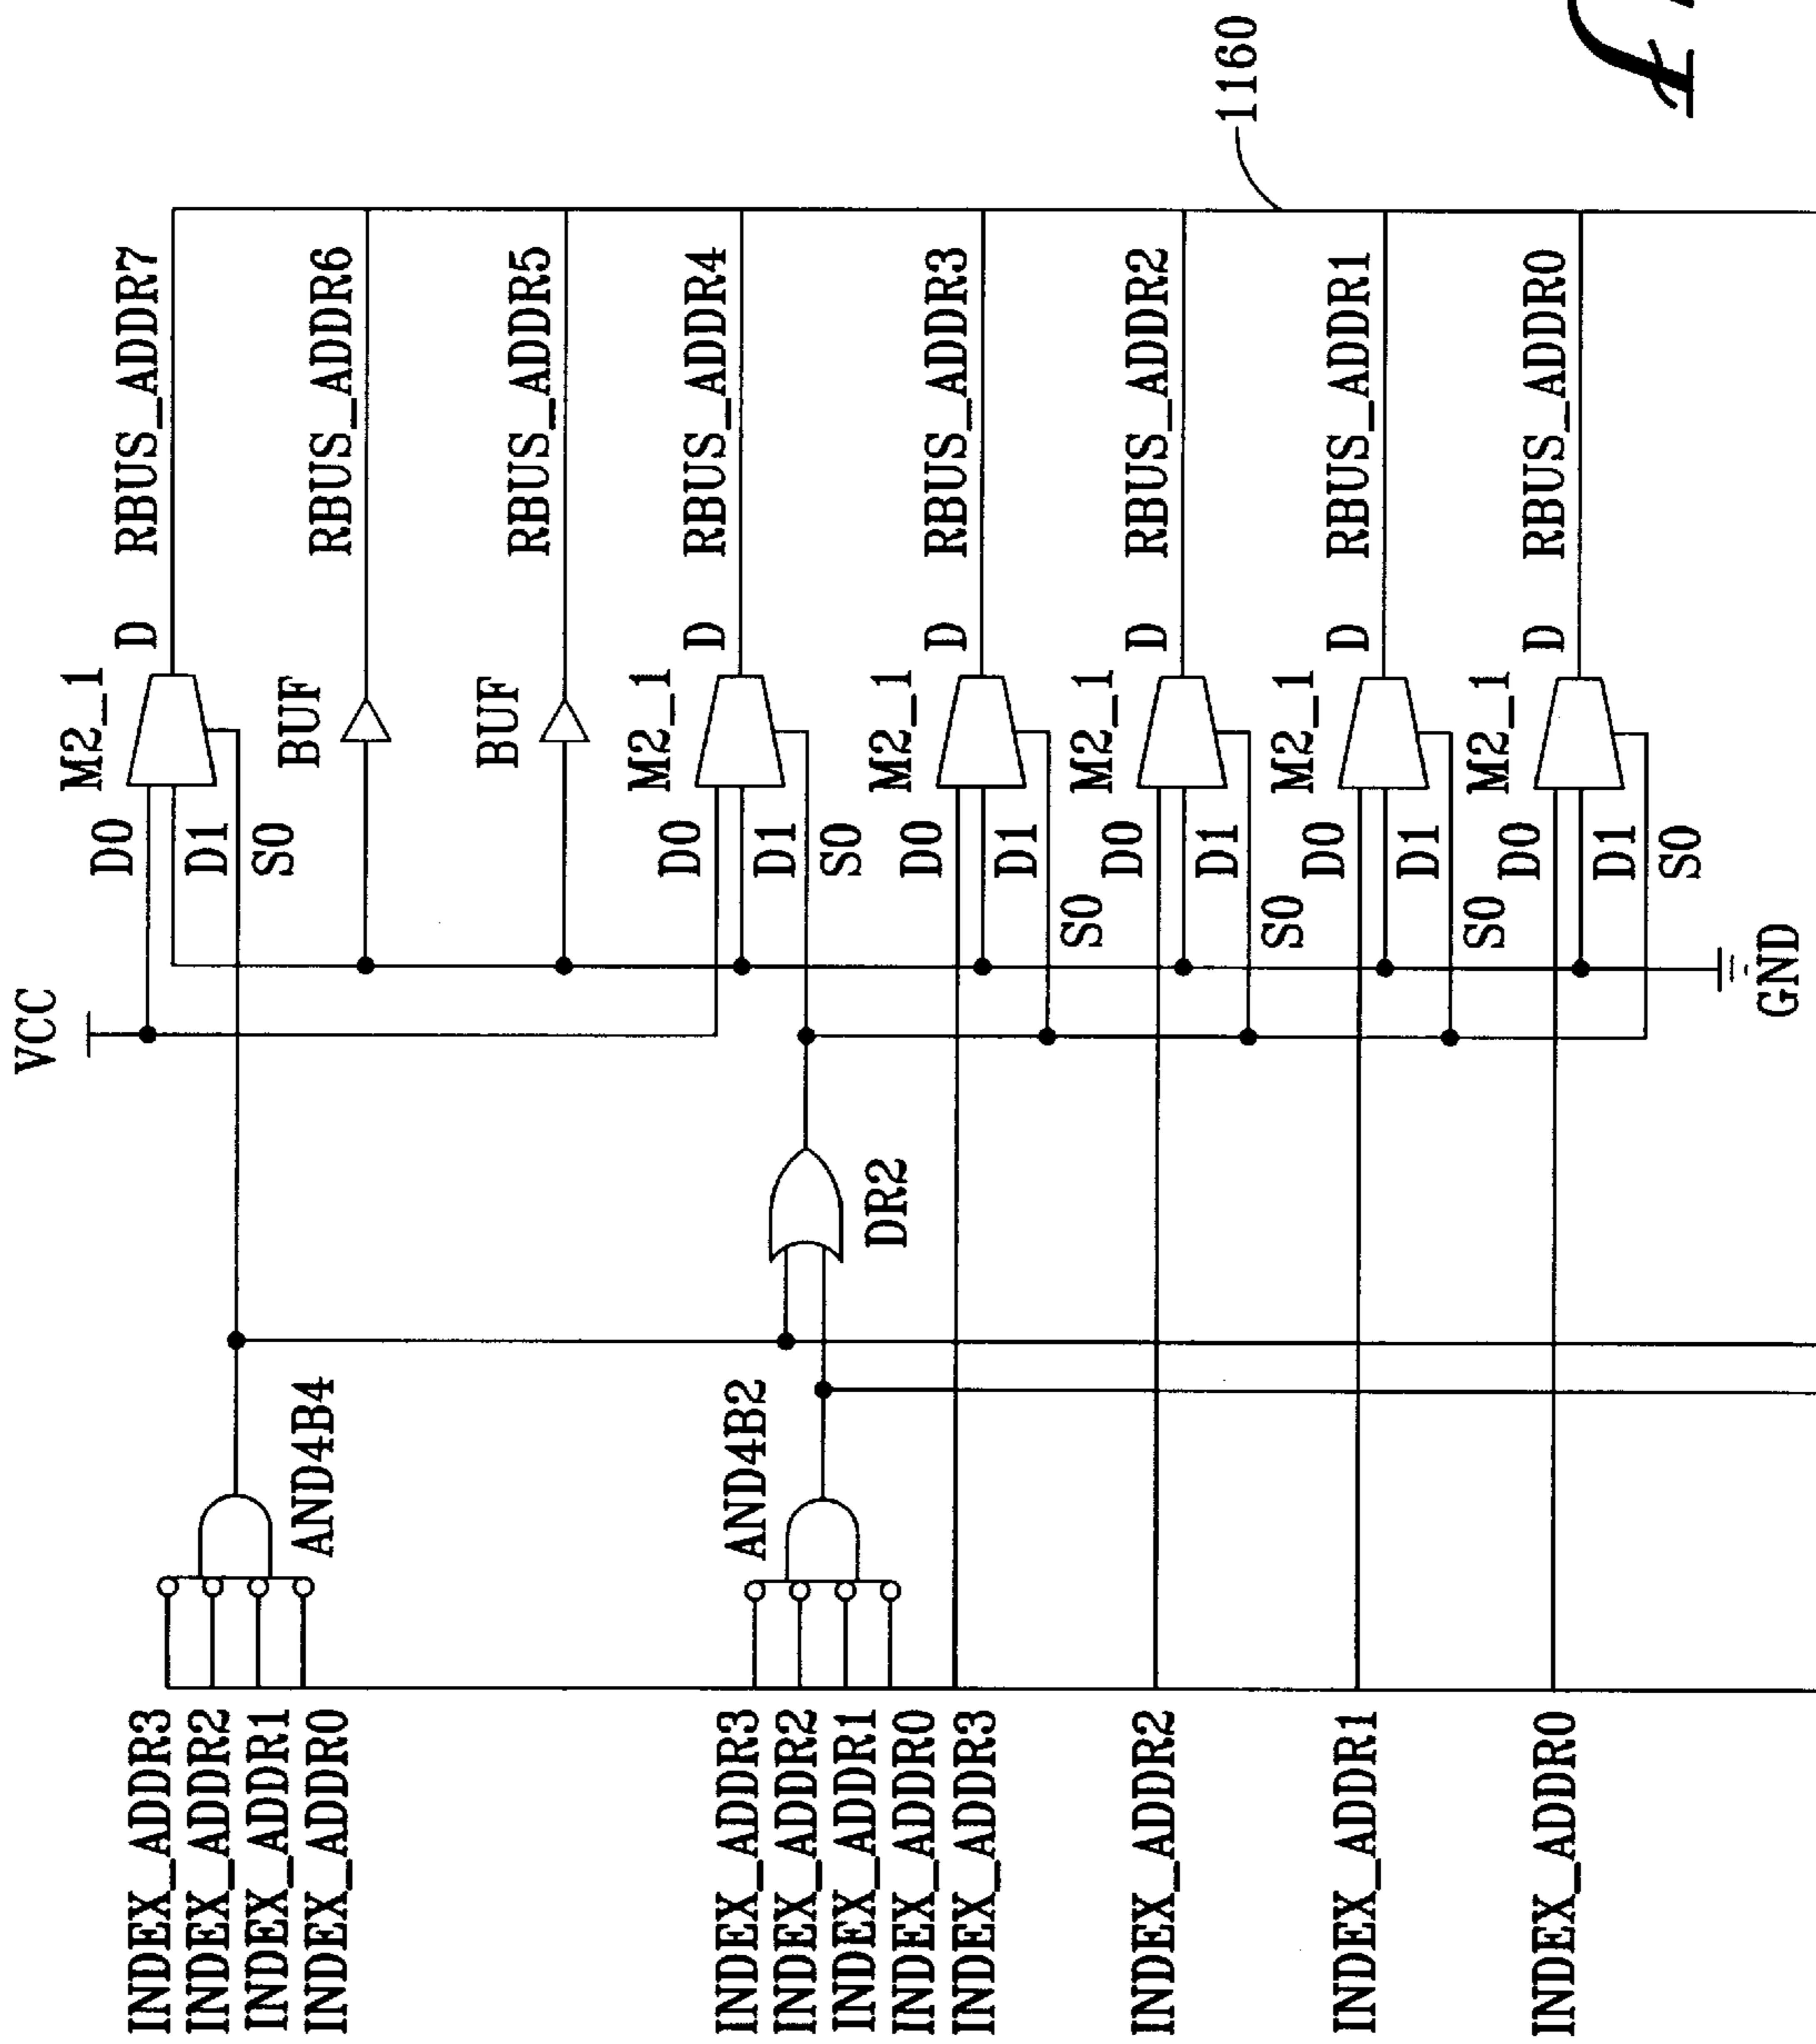 VCC
M2_1
D0
D1
S0
D
RBUS_ADDR7
BUF
RBUS_ADDR6
BUF
RBUS_ADDR5
M2_1
D0
D1
S0
D
RBUS_ADDR4
M2_1
D0
D1
S0
D
RBUS_ADDR3
M2_1
D0
D1
S0
D
RBUS_ADDR2
M2_1
D0
D1
S0
D
RBUS_ADDR1
M2_1
D0
D1
S0
D
RBUS_ADDR0
GND
1160
INDEX_ADDR3
INDEX_ADDR2
INDEX_ADDR1
INDEX_ADDR0
AND4B4
INDEX_ADDR3
INDEX_ADDR2
INDEX_ADDR1
INDEX_ADDR0
AND4B2
DR2
INDEX_ADDR3
INDEX_ADDR2
INDEX_ADDR1
INDEX_ADDR0